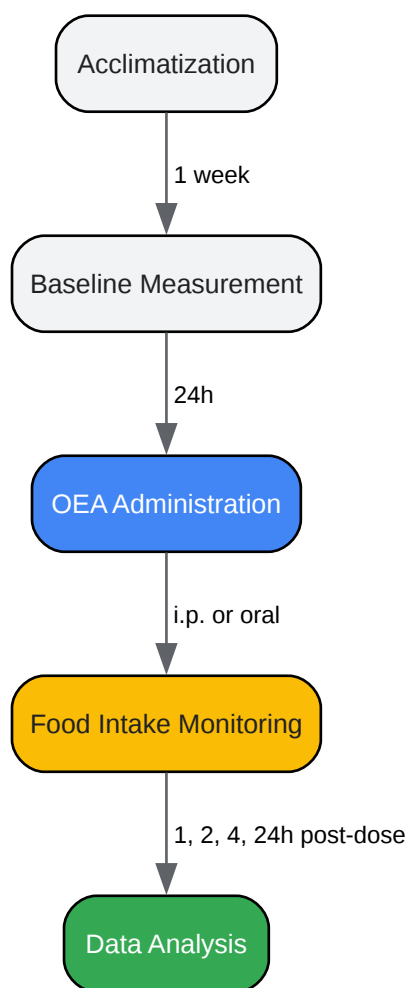 Acclimatization
1 week
Baseline Measurement
24h
OEA Administration
i.p. or oral
Food Intake Monitoring
1, 2, 4, 24h post-dose
Data Analysis